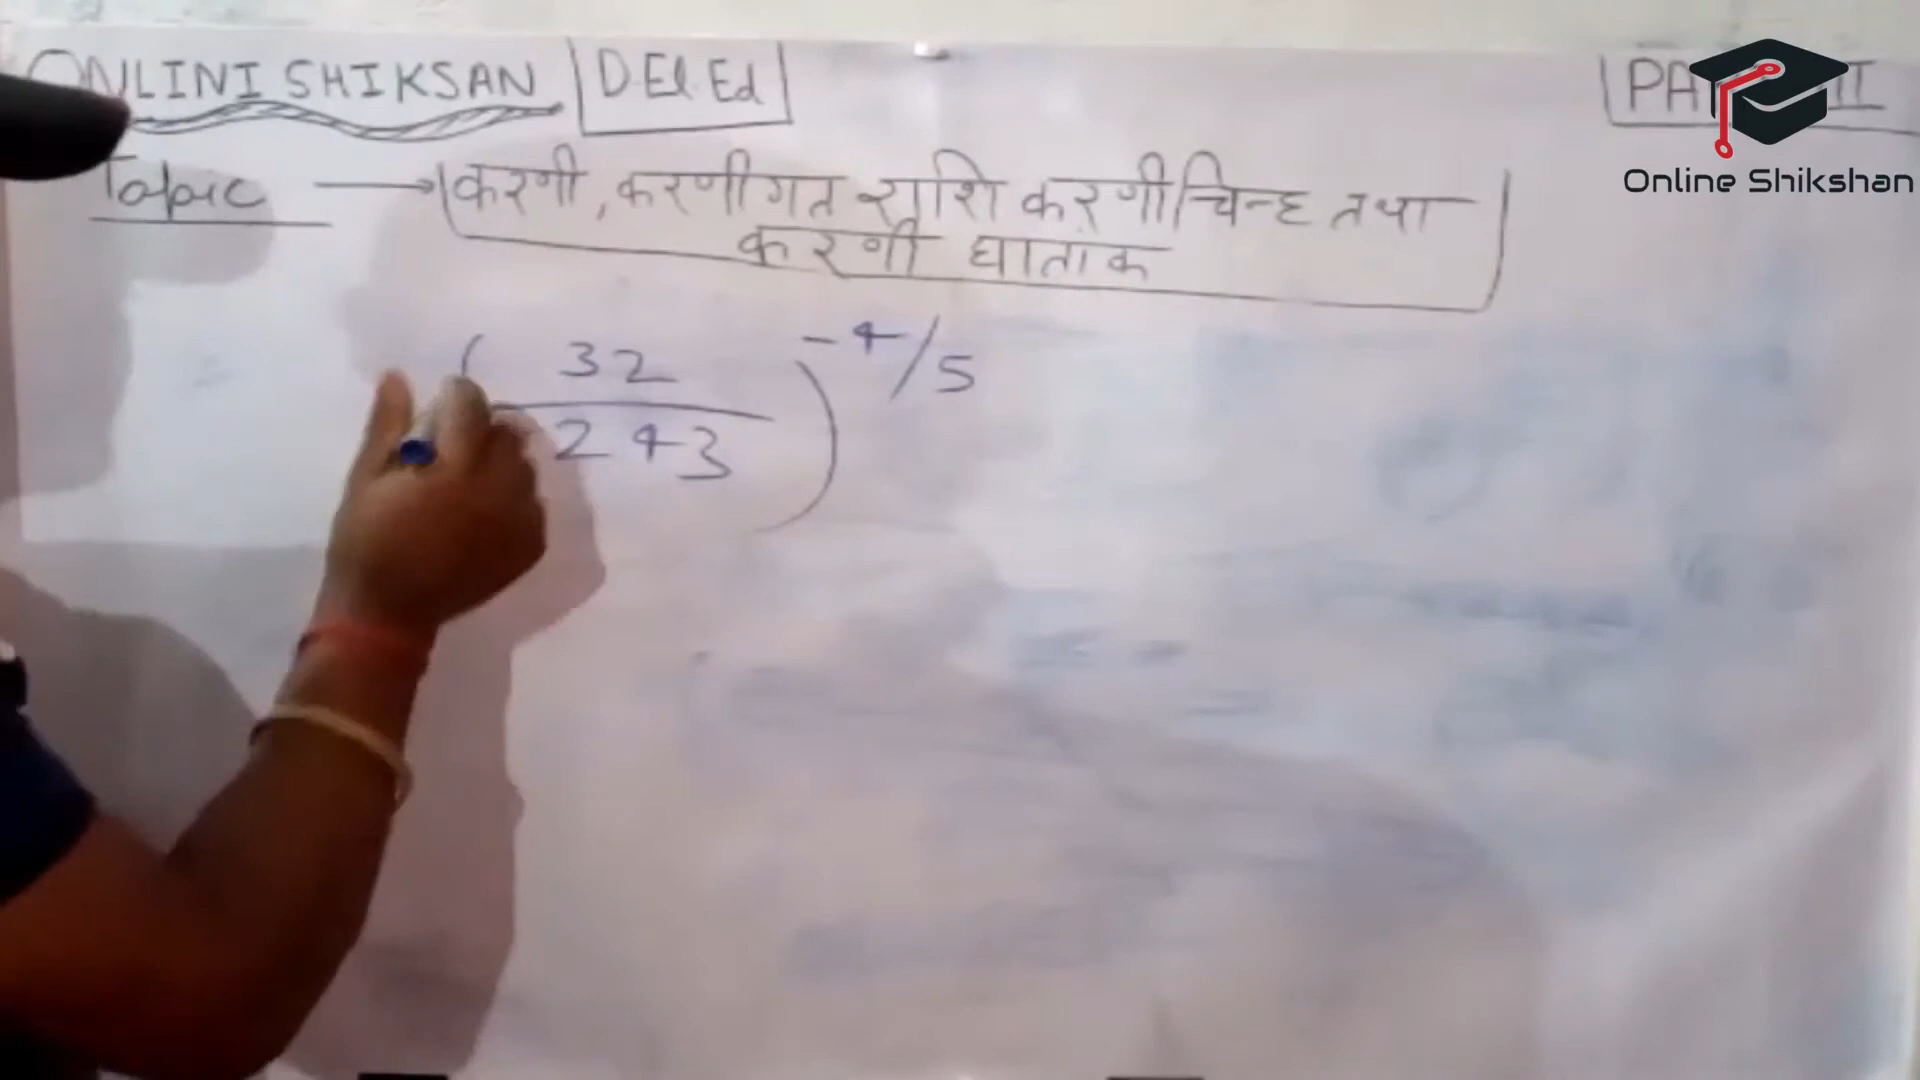 ONLINI SHIKSAN D.El.Ed
Online Shikshan
Topic → करणी, करणीगत राशि करणी चिन्ह तथा
करणी घातांक
( 32 / 243 ) -4/5